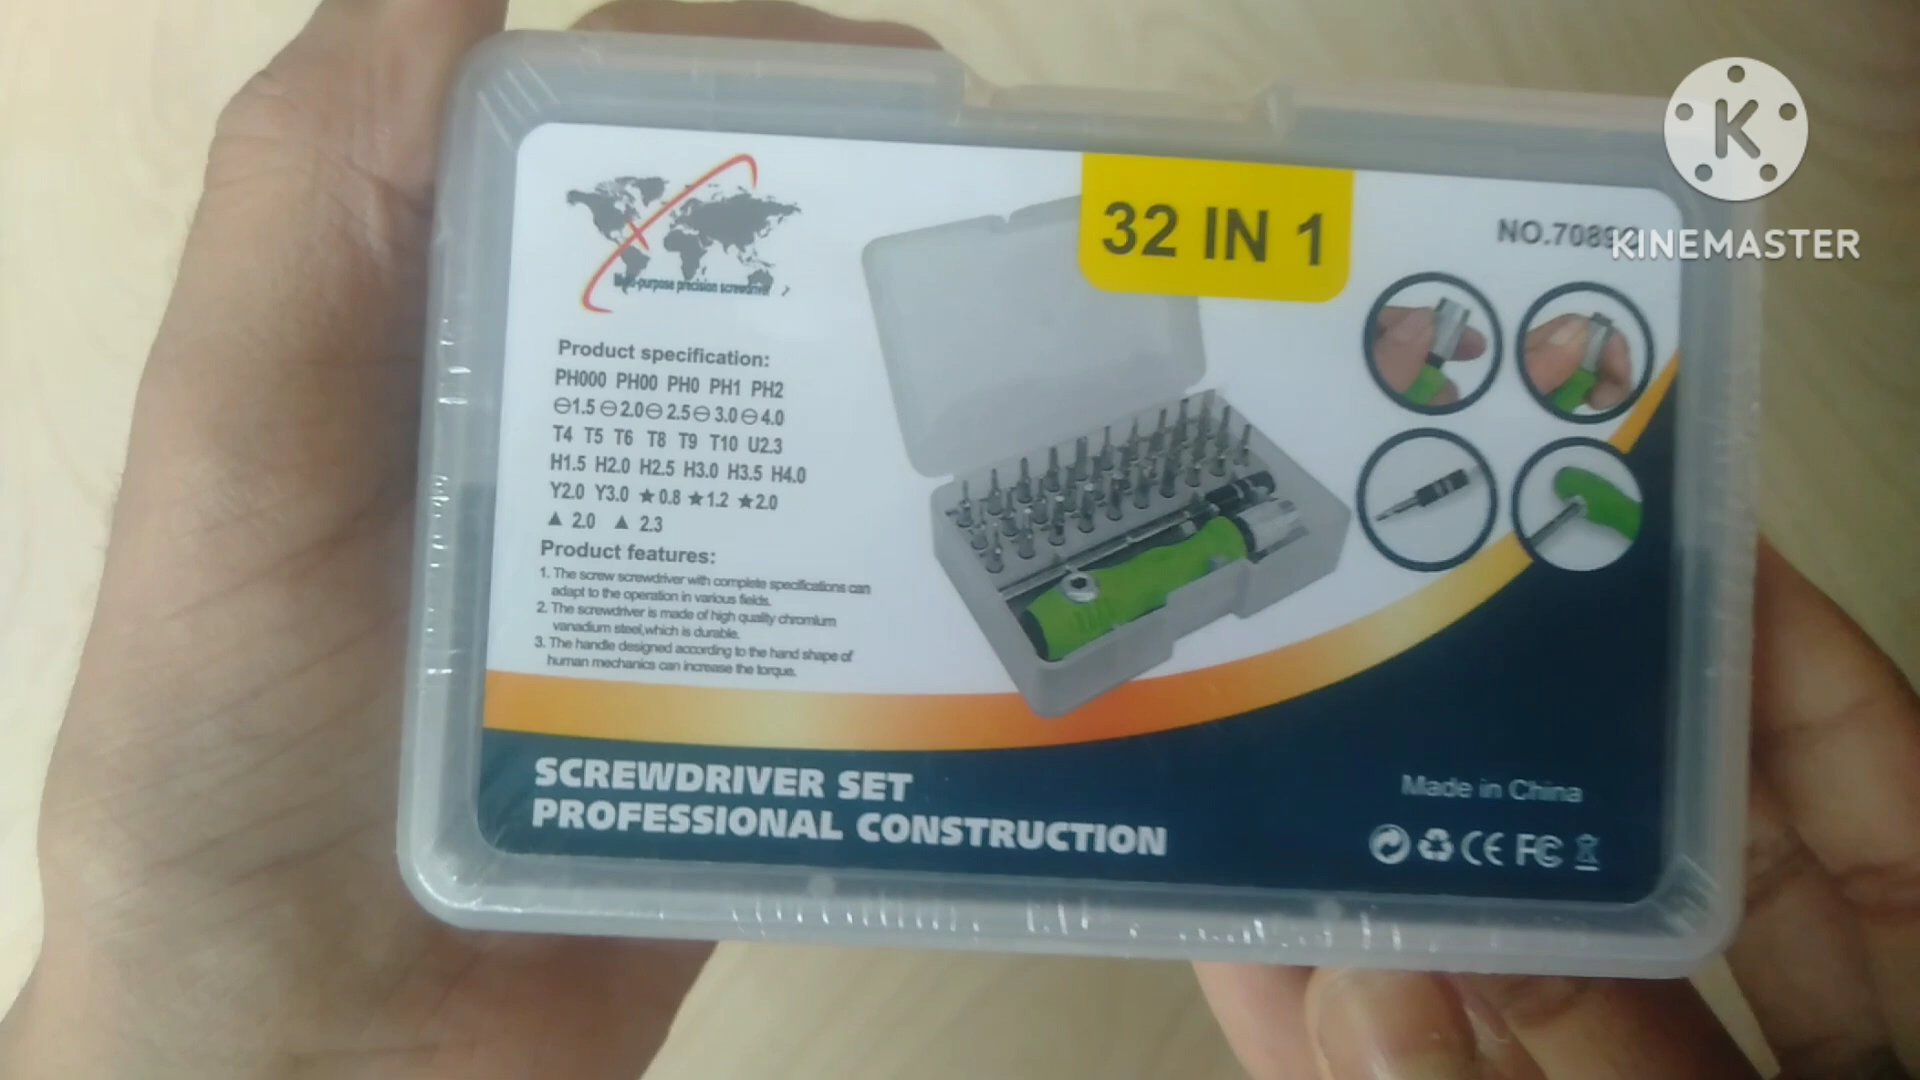 32 IN 1
KINEMASTER
K
Multi-purpose precision screwdriver
Product specification:
PH000 PH00 PH0 PH1 PH2
⊖1.5 ⊖2.0 ⊖2.5 ⊖3.0 ⊖4.0
T4 T5 T6 T8 T9 T10 U2.3
H1.5 H2.0 H2.5 H3.0 H3.5 H4.0
Y2.0 Y3.0 ★0.8 ★1.2 ★2.0
▲ 2.0 ▲ 2.3
Product features:
1. The screw screwdriver with complete specifications can
adapt to the operation in various fields.
2. The screwdriver is made of high quality chromium
vanadium steel,which is durable.
3. The handle designed according to the hand shape of
human mechanics can increase the torque.
SCREWDRIVER SET
PROFESSIONAL CONSTRUCTION
Made in China
CE FC